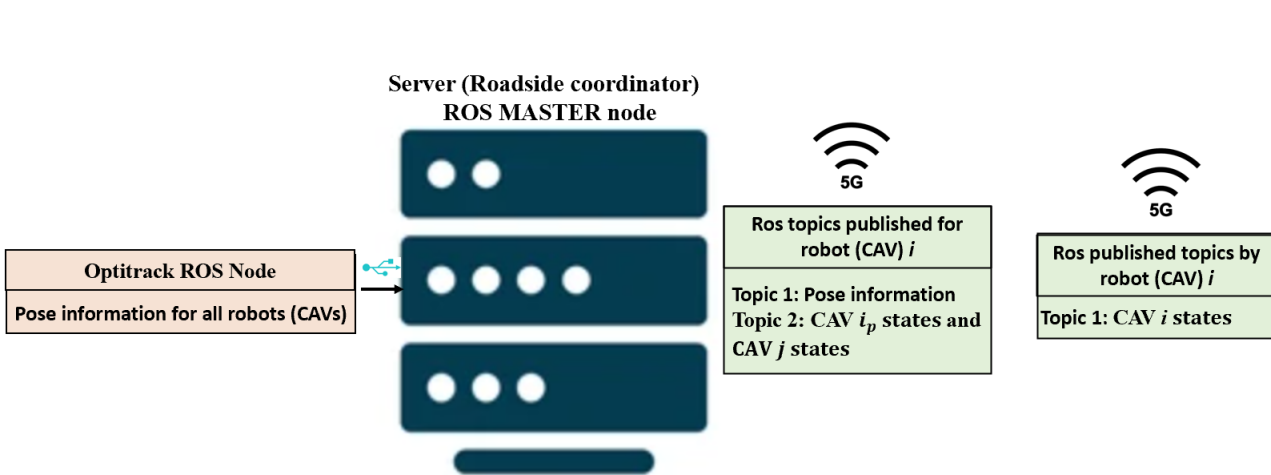 Server (Roadside coordinator)
ROS MASTER node
5G
5G
Ros topics published for
robot (CAV) i
Ros published topics by
robot (CAV) i
Optitrack ROS Node
Pose information for all robots (CAVs)
Topic 1: Pose information
Topic 2: CAV iₚ states and
CAV j states
Topic 1: CAV i states